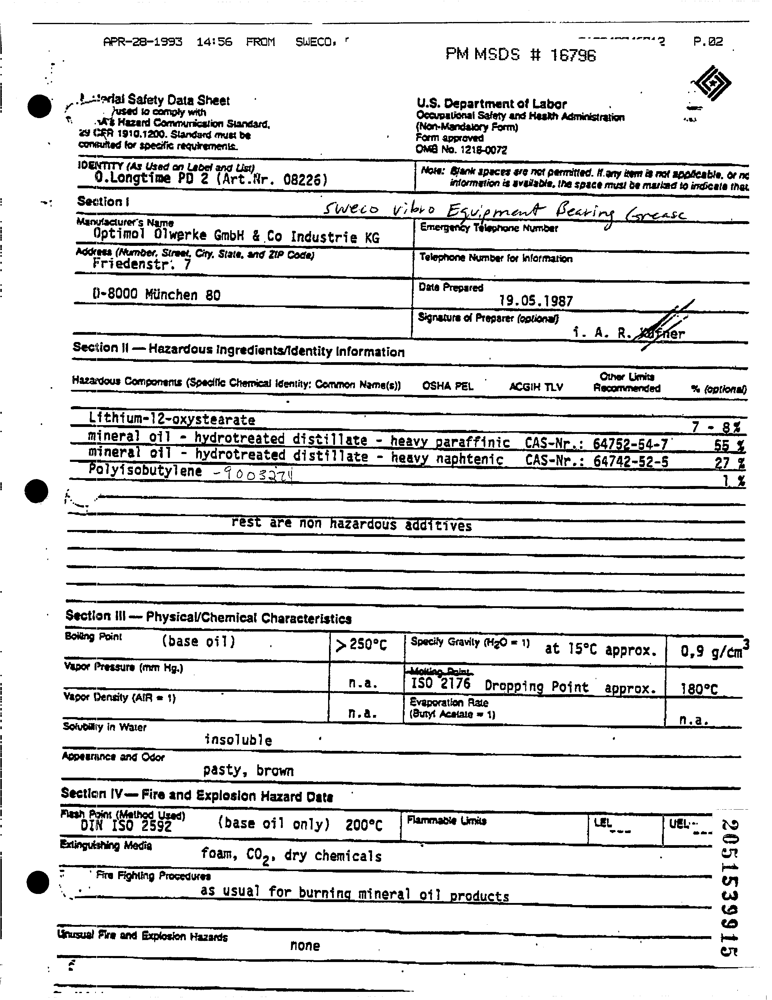 APR-28-1993 14:56 FROM SWECO, P.02
PM MSDS # 16796
Material Safety Data Sheet
used to comply with
Hazard Communication Standard,
29 CFR 1910.1200. Standard must be
consulted for specific requirements.
U.S. Department of Labor
Occupational Safety and Health Administration
(Non-Mandatory Form)
Form approved
OMB No. 1218-0072
IDENTITY (As Used on Label and List)
O.Longtime PD 2 (Art.Nr. 08226)
Note: Blank spaces are not permitted. If any item is not applicable, or no
information is available, the space must be marked to indicate that.
Section I
Sweco vibro Equipment Bearing Grease
Manufacturer's Name
Optimol Ölwerke GmbH & Co Industrie KG
Emergency Telephone Number
Address (Number, Street, City, State, and ZIP Code)
Friedenstr. 7
Telephone Number for Information
D-8000 München 80
Date Prepared
19.05.1987
Signature of Preparer (optional)
i. A. R.
Section II — Hazardous Ingredients/Identity Information
Hazardous Components (Specific Chemical Identity; Common Name(s)) OSHA PEL ACGIH TLV Other Limits Recommended % (optional)
Lithium-12-oxystearate 7 - 8%
mineral oil - hydrotreated distillate - heavy paraffinic CAS-Nr.: 64752-54-7 55 %
mineral oil - hydrotreated distillate - heavy naphtenic CAS-Nr.: 64742-52-5 27 %
Polyisobutylene - 9003274 1 %
rest are non hazardous additives
Section III — Physical/Chemical Characteristics
Boiling Point (base oil) >250°C
Specify Gravity (H2O = 1) at 15°C approx. 0,9 g/cm3
Vapor Pressure (mm Hg.) n.a.
Melting Point
ISO 2176 Dropping Point approx. 180°C
Vapor Density (AIR = 1) n.a.
Evaporation Rate
(Butyl Acetate = 1) n.a.
Solubility in Water
insoluble
Appearance and Odor
pasty, brown
Section IV — Fire and Explosion Hazard Data
Flash Point (Method Used)
DIN ISO 2592 (base oil only) 200°C
Flammable Limits
LEL ---
UEL ---
Extinguishing Media
foam, CO2, dry chemicals
Fire Fighting Procedures
as usual for burning mineral oil products
Unusual Fire and Explosion Hazards
none
2051539915